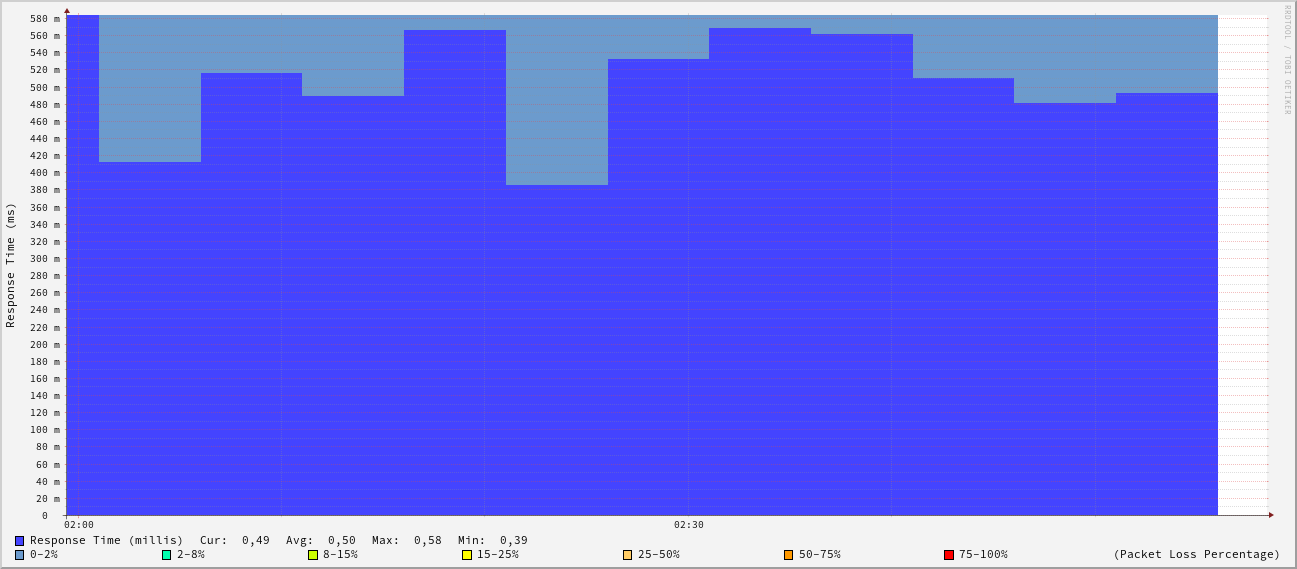 580 m
560 m
540 m
520 m
500 m
480 m
460 m
440 m
420 m
400 m
380 m
360 m
340 m
320 m
300 m
280 m
260 m
240 m
220 m
200 m
180 m
160 m
140 m
120 m
100 m
80 m
60 m
40 m
20 m
0
Response Time (ms)
RRDTOOL / TOBI OETIKER
02:00 02:30
Response Time (millis) Cur: 0,49 Avg: 0,50 Max: 0,58 Min: 0,39
0-2% 2-8% 8-15% 15-25% 25-50% 50-75% 75-100% (Packet Loss Percentage)